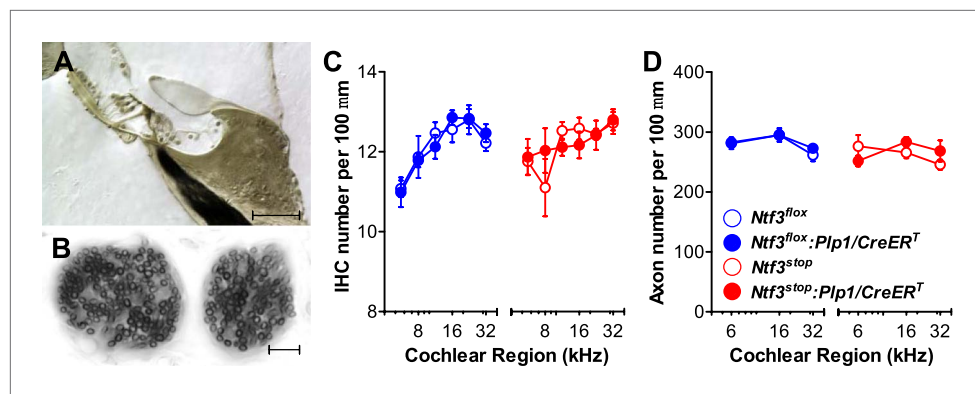 A
B
C
IHC number per 100 mm
14
12
10
8
8 16 32 8 16 32
Cochlear Region (kHz)
D
Axon number per 100 mm
400
300
200
100
0
Ntf3flox
Ntf3flox:Plp1/CreERT
Ntf3stop
Ntf3stop:Plp1/CreERT
6 16 32 6 16 32
Cochlear Region (kHz)